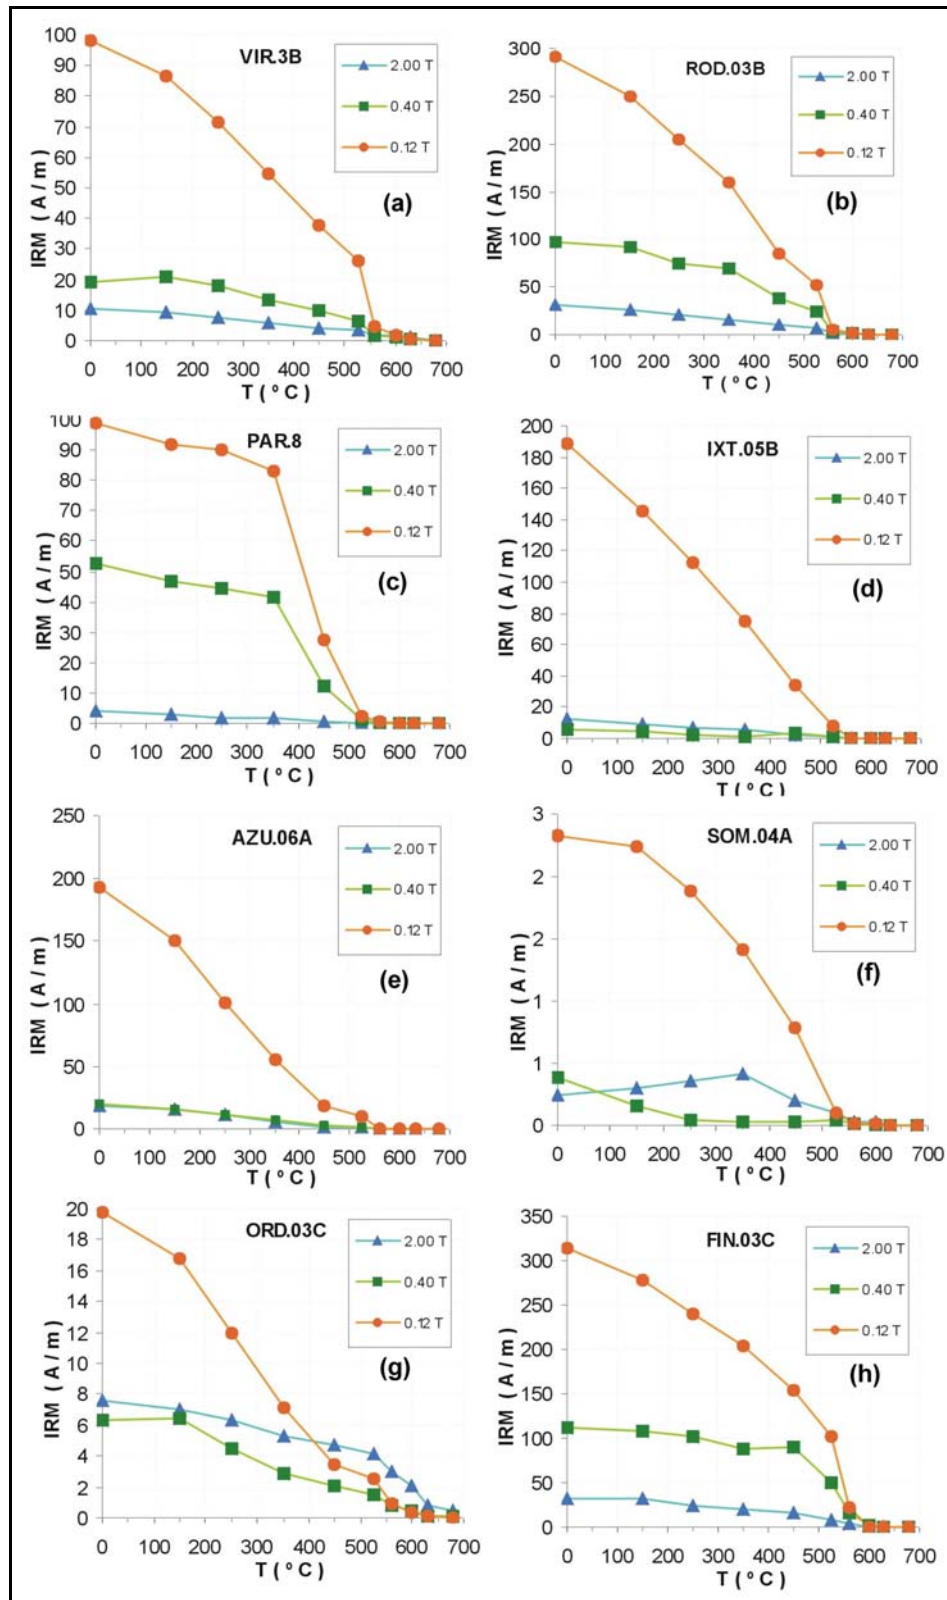 VIR.3B
2.00 T
0.40 T
0.12 T
(a)
IRM ( A / m )
100
90
80
70
60
50
40
30
20
10
0
0 100 200 300 400 500 600 700
T ( º C )
ROD.03B
2.00 T
0.40 T
0.12 T
(b)
IRM ( A / m )
300
250
200
150
100
50
0
0 100 200 300 400 500 600 700
T ( º C )
PAR.8
2.00 T
0.40 T
0.12 T
(c)
IRM ( A / m )
100
90
80
70
60
50
40
30
20
10
0
0 100 200 300 400 500 600 700
T ( º C )
IXT.05B
2.00 T
0.40 T
0.12 T
(d)
IRM ( A / m )
200
180
160
140
120
100
80
60
40
20
0
0 100 200 300 400 500 600 700
T ( º C )
AZU.06A
2.00 T
0.40 T
0.12 T
(e)
IRM ( A / m )
250
200
150
100
50
0
0 100 200 300 400 500 600 700
T ( º C )
SOM.04A
2.00 T
0.40 T
0.12 T
(f)
IRM ( A / m )
3
2
2
1
1
0
0 100 200 300 400 500 600 700
T ( º C )
ORD.03C
2.00 T
0.40 T
0.12 T
(g)
IRM ( A / m )
20
18
16
14
12
10
8
6
4
2
0
0 100 200 300 400 500 600 700
T ( º C )
FIN.03C
2.00 T
0.40 T
0.12 T
(h)
IRM ( A / m )
350
300
250
200
150
100
50
0
0 100 200 300 400 500 600 700
T ( º C )